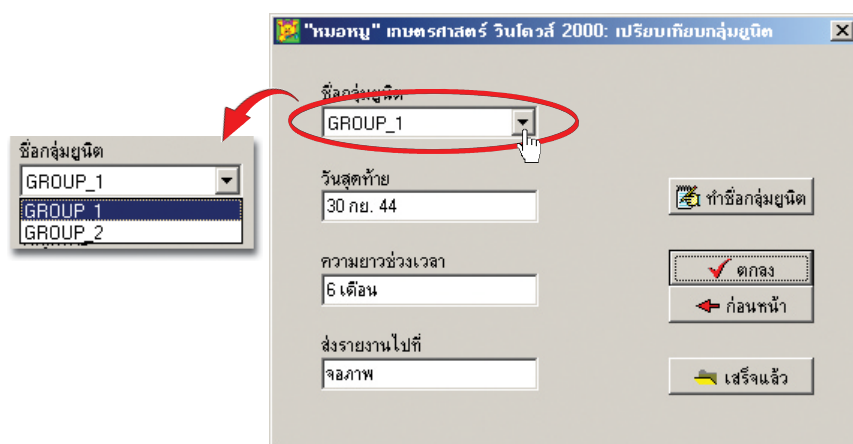 "หมอหมู" เกษตรศาสตร์ วินโดวส์ 2000: เปรียบเทียบกลุ่มยูนิต
ชื่อกลุ่มยูนิต
GROUP_1
ชื่อกลุ่มยูนิต
GROUP_1
GROUP_1
GROUP_2
วันสุดท้าย
30 กย. 44
ทำชื่อกลุ่มยูนิต
ความยาวช่วงเวลา
6 เดือน
ตกลง
ก่อนหน้า
ส่งรายงานไปที่
จอภาพ
เสร็จแล้ว